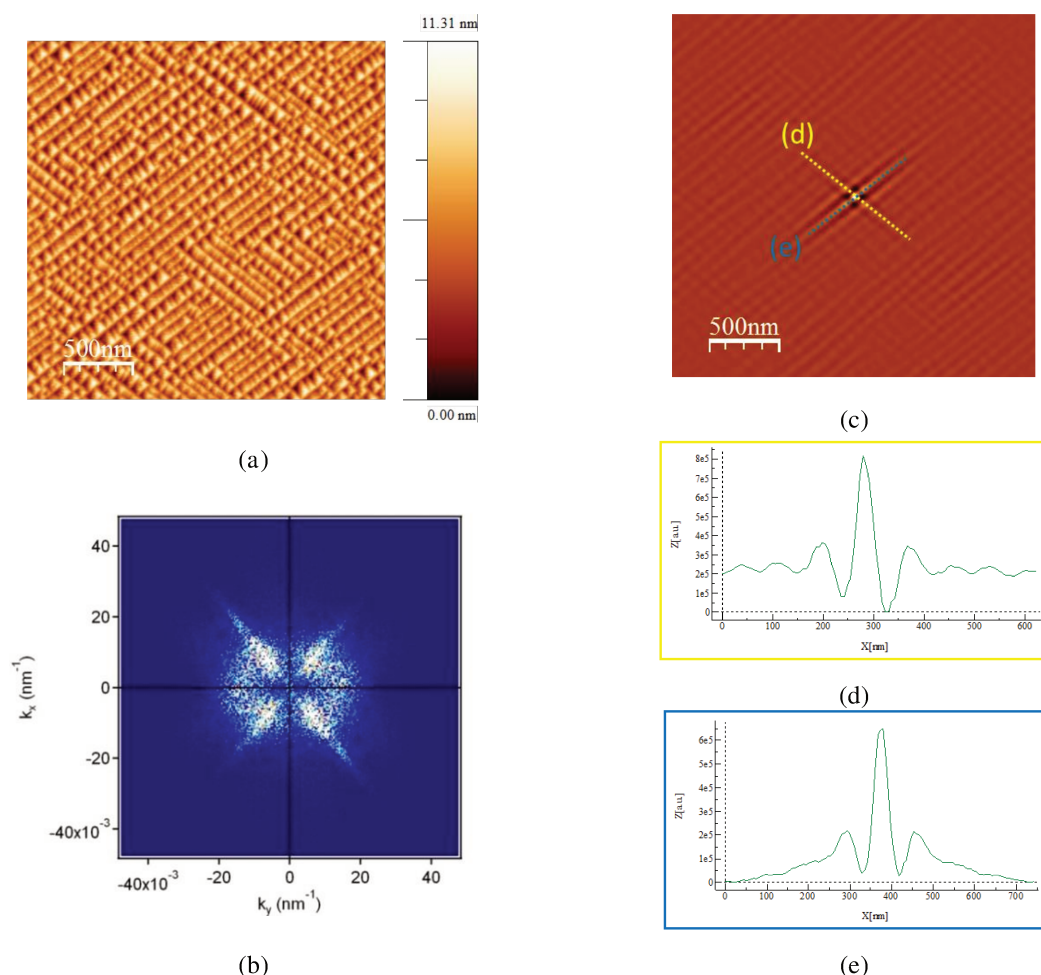 11.31 nm
500nm
0.00 nm
(a)
(d)
(e)
500nm
(c)
40
20
0
-20
-40x10⁻³
kₓ (nm⁻¹)
-40x10⁻³
-20
0
20
40
kᵧ (nm⁻¹)
(b)
8e5
7e5
6e5
5e5
4e5
3e5
2e5
1e5
0
Z[a.u.]
0 100 200 300 400 500 600
X[nm]
(d)
6e5
5e5
4e5
3e5
2e5
1e5
0
Z[a.u.]
0 100 200 300 400 500 600 700
X[nm]
(e)